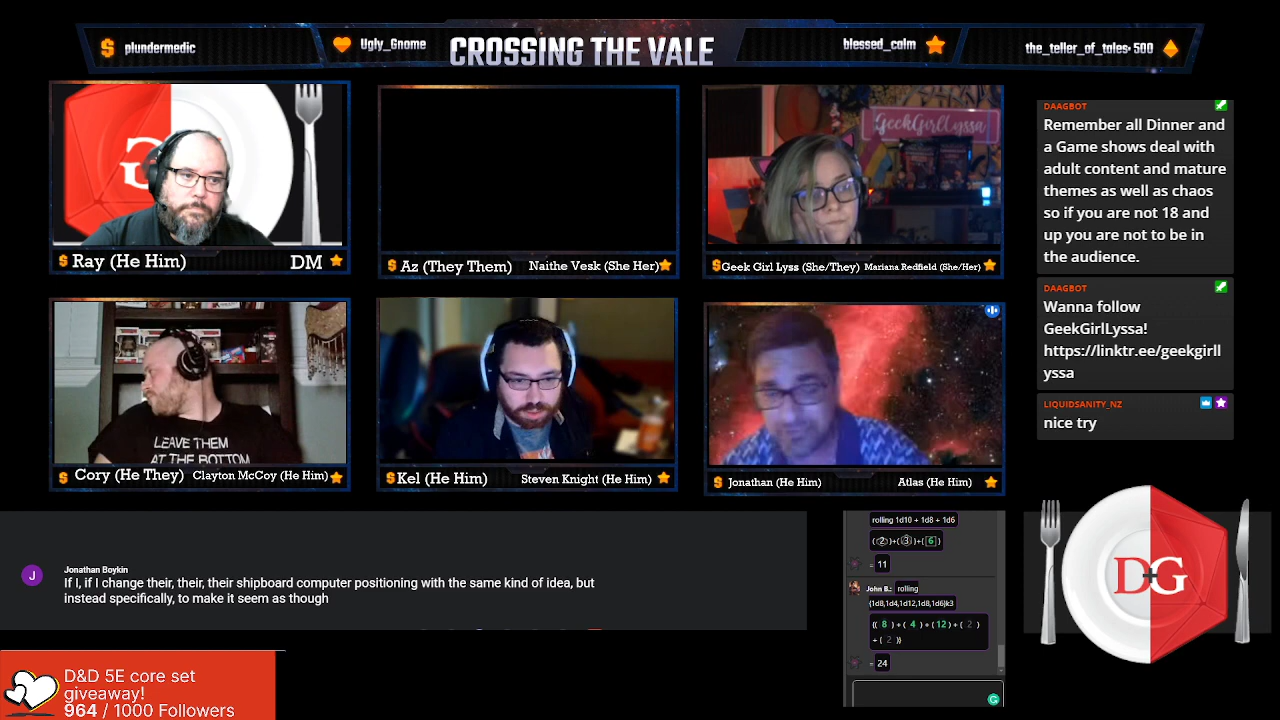 plundermedic
Ugly_Gnome
CROSSING THE VALE
blessed_calm
the_teller_of_tales: 500
Ray (He Him)
DM
Az (They Them)
Naithe Vesk (She Her)
GeekGirlLyssa
Geek Girl Lyss (She/They)
Mariana Redfield (She/Her)
LEAVE THEM
AT THE BOTTOM
Cory (He They)
Clayton McCoy (He Him)
Kel (He Him)
Steven Knight (He Him)
Jonathan (He Him)
Atlas (He Him)
DAAGBOT
Remember all Dinner and
a Game shows deal with
adult content and mature
themes as well as chaos
so if you are not 18 and
up you are not to be in
the audience.
DAAGBOT
Wanna follow
GeekGirlLyssa!
https://linktr.ee/geekgirll
yssa
LIQUIDSANITY_NZ
nice try
J
Jonathan Boykin
If I, if I change their, their, their shipboard computer positioning with the same kind of idea, but
instead specifically, to make it seem as though
rolling 1d10 + 1d8 + 1d6
(2)+(3)+(6)
= 11
John B.: rolling
{1d8,1d4,1d12,1d8,1d6}k3
{( 8 )+( 4 )+(12)+( 2 )
+( 2 )}
= 24
D+G
D&D 5E core set
giveaway!
964 / 1000 Followers